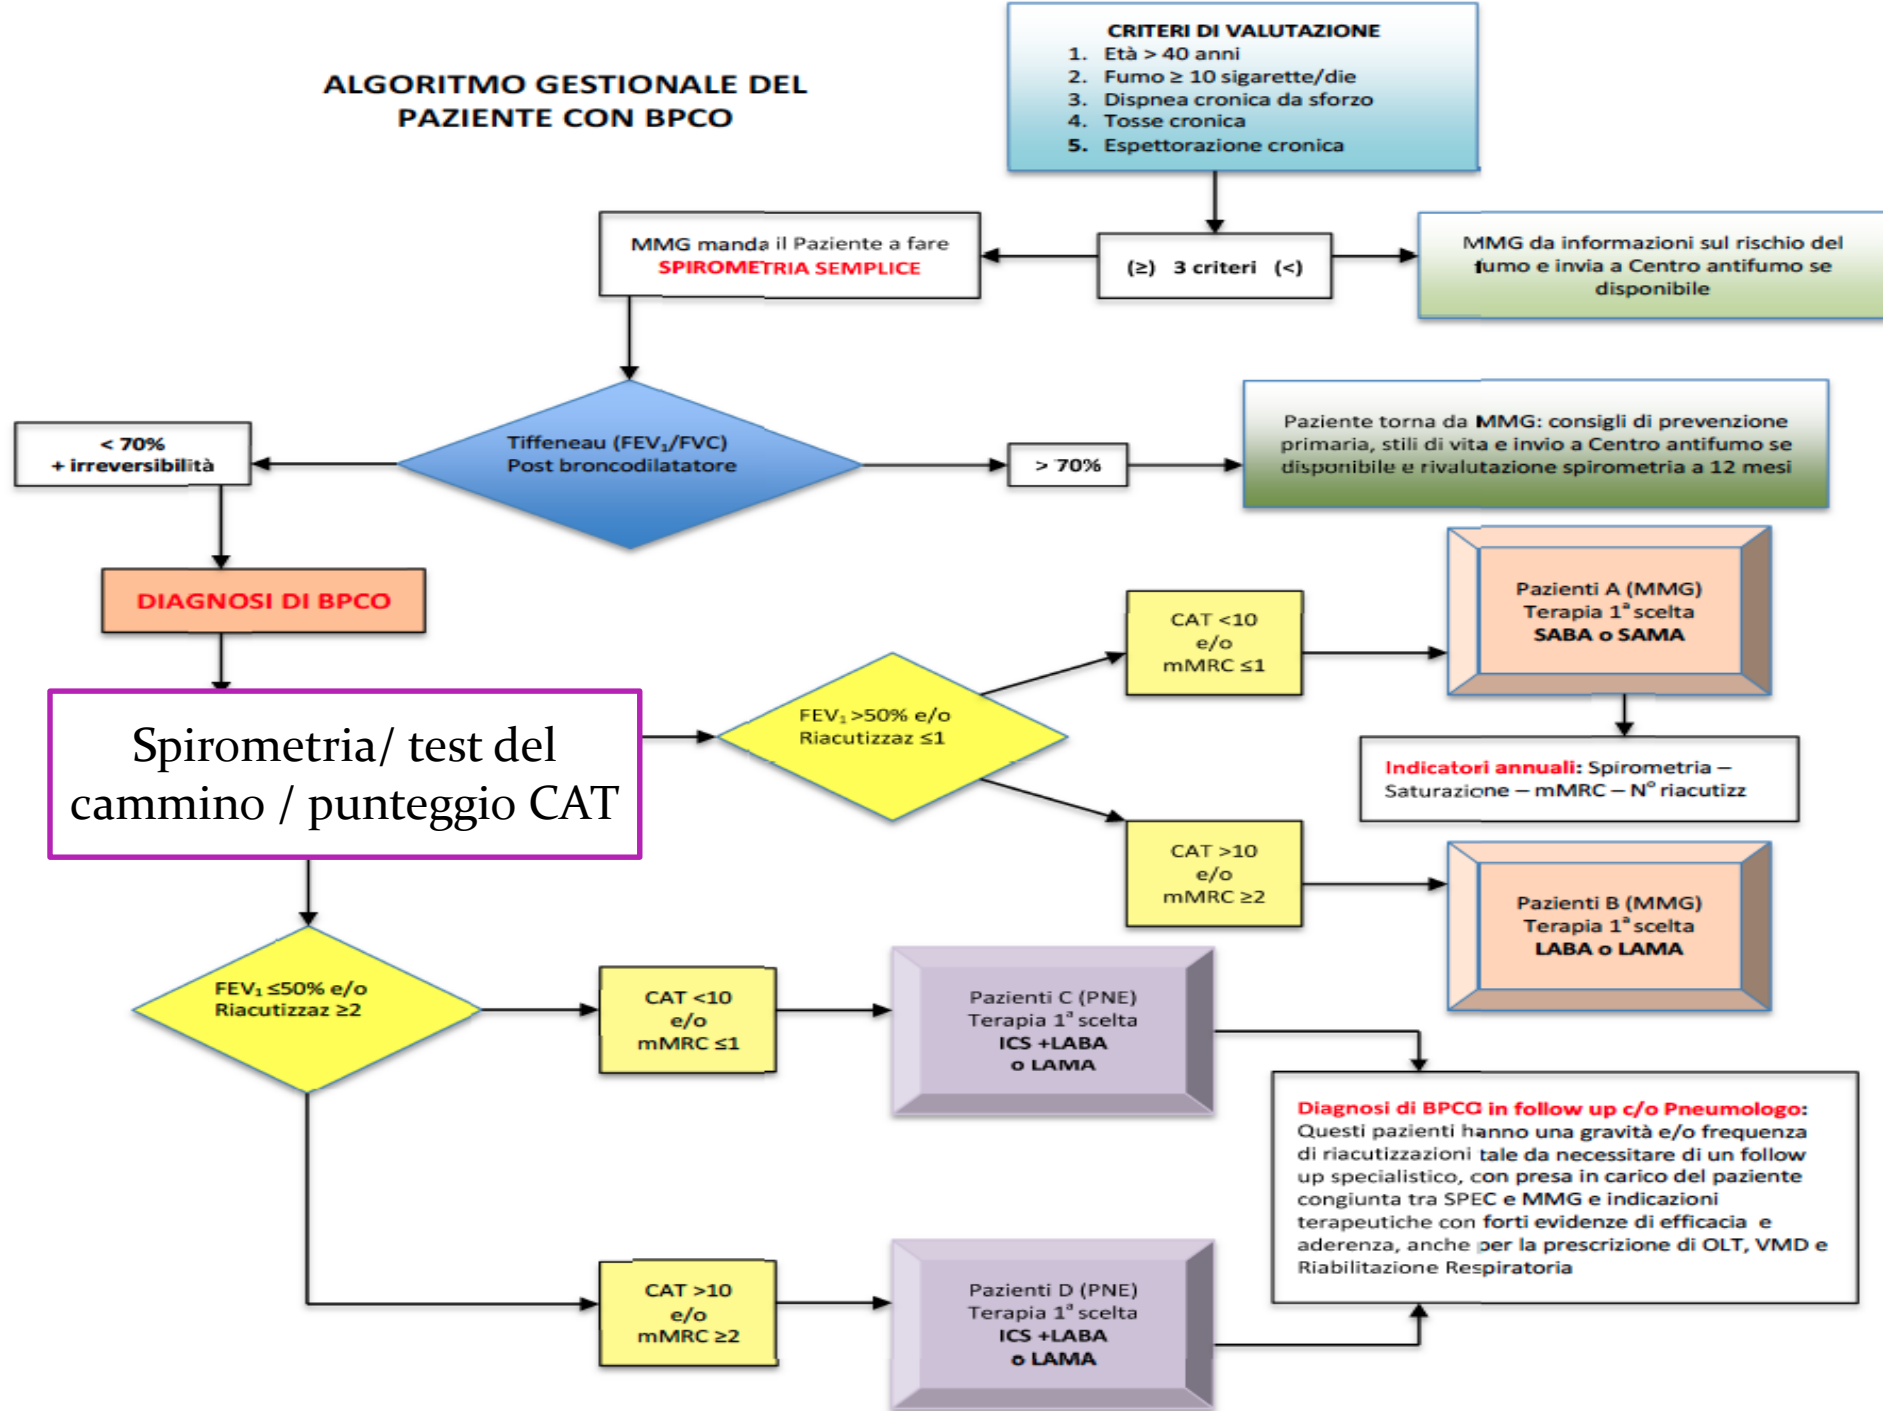 ALGORITMO GESTIONALE DEL
PAZIENTE CON BPCO
CRITERI DI VALUTAZIONE
1. Età > 40 anni
2. Fumo ≥ 10 sigarette/die
3. Dispnea cronica da sforzo
4. Tosse cronica
5. Espettorazione cronica
MMG manda il Paziente a fare
SPIROMETRIA SEMPLICE
(≥) 3 criteri (<)
MMG da informazioni sul rischio del
fumo e invia a Centro antifumo se
disponibile
< 70%
+ irreversibilità
Tiffeneau (FEV₁/FVC)
Post broncodilatatore
> 70%
Paziente torna da MMG: consigli di prevenzione
primaria, stili di vita e invio a Centro antifumo se
disponibile e rivalutazione spirometria a 12 mesi
DIAGNOSI DI BPCO
Spirometria/ test del
cammino / punteggio CAT
FEV₁ >50% e/o
Riacutizzaz ≤1
CAT <10
e/o
mMRC ≤1
Pazienti A (MMG)
Terapia 1ª scelta
SABA o SAMA
Indicatori annuali: Spirometria –
Saturazione – mMRC – N° riacutizz
CAT >10
e/o
mMRC ≥2
Pazienti B (MMG)
Terapia 1ª scelta
LABA o LAMA
FEV₁ ≤50% e/o
Riacutizzaz ≥2
CAT <10
e/o
mMRC ≤1
Pazienti C (PNE)
Terapia 1ª scelta
ICS +LABA
o LAMA
Diagnosi di BPCO in follow up c/o Pneumologo:
Questi pazienti hanno una gravità e/o frequenza
di riacutizzazioni tale da necessitare di un follow
up specialistico, con presa in carico del paziente
congiunta tra SPEC e MMG e indicazioni
terapeutiche con forti evidenze di efficacia e
aderenza, anche per la prescrizione di OLT, VMD e
Riabilitazione Respiratoria
CAT >10
e/o
mMRC ≥2
Pazienti D (PNE)
Terapia 1ª scelta
ICS +LABA
o LAMA